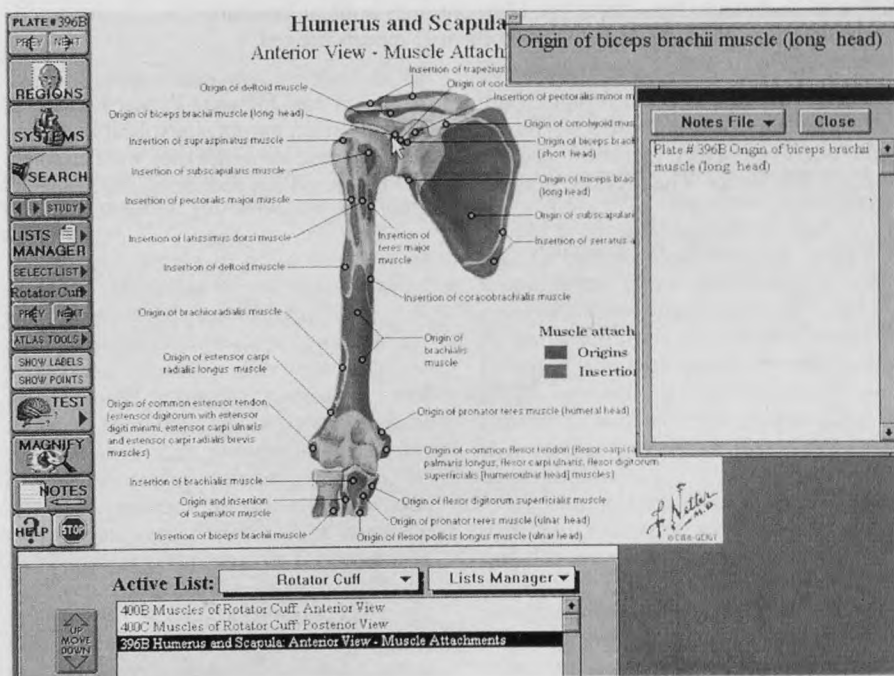 PLATE#396B
PREV NEXT
REGIONS
SYSTEMS
SEARCH
STUDY
LISTS
MANAGER
SELECT LIST
Rotator Cuff
PREV NEXT
ATLAS TOOLS
SHOW LABELS
SHOW POINTS
TEST
MAGNIFY
NOTES
HELP STOP
Humerus and Scapula
Anterior View - Muscle Attach
Insertion of trapezius
Origin of deltoid muscle
Origin of cor
Insertion of pectoralis minor m
Origin of biceps brachii muscle (long head)
Origin of omohyoid mus
Insertion of supraspinatus muscle
Origin of biceps brac
(short head)
Insertion of subscapularis muscle
Origin of triceps brac
(long head)
Insertion of pectoralis major muscle
Origin of subscapulari
Insertion of latissimus dorsi muscle
Insertion of
teres major
muscle
Insertion of serratus a
Insertion of deltoid muscle
Insertion of coracobrachialis muscle
Origin of brachioradialis muscle
Origin of
brachialis
muscle
Muscle attach
Origins
Insertio
Origin of extensor carpi
radialis longus muscle
Origin of common extensor tendon
(extensor digitorum with extensor
digiti minimi, extensor carpi ulnaris
and extensor carpi radialis brevis
muscles)
Origin of pronator teres muscle (humeral head)
Origin of common flexor tendon (flexor carpi ra
palmaris longus, flexor carpi ulnaris, flexor digitorum
superficialis [humeroulnar head] muscles)
Insertion of brachialis muscle
Origin and insertion
of supinator muscle
Origin of flexor digitorum superficialis muscle
Origin of pronator teres muscle (ulnar head)
Insertion of biceps brachii muscle
Origin of flexor pollicis longus muscle (ulnar head)
F. Netter
M.D.
©CIBA-GEIGY
Origin of biceps brachii muscle (long head)
Notes File Close
Plate # 396B Origin of biceps brachii
muscle (long head)
Active List: Rotator Cuff Lists Manager
UP
MOVE
DOWN
400B Muscles of Rotator Cuff: Anterior View
400C Muscles of Rotator Cuff: Posterior View
396B Humerus and Scapula: Anterior View - Muscle Attachments